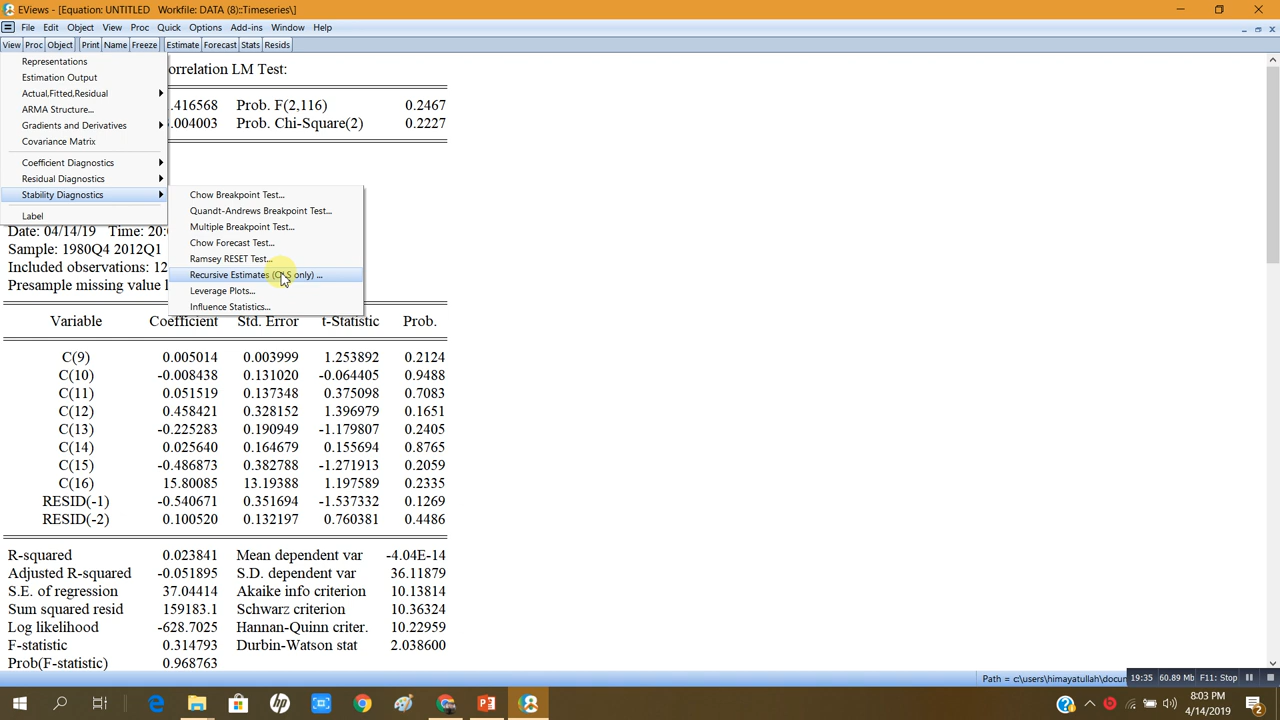 EViews - [Equation: UNTITLED   Workfile: DATA (8)::Timeseries\]
File Edit Object View Proc Quick Options Add-ins Window Help
View Proc Object Print Name Freeze Estimate Forecast Stats Resids
Representations
Estimation Output
Actual,Fitted,Residual
ARMA Structure...
Gradients and Derivatives
Covariance Matrix
Coefficient Diagnostics
Residual Diagnostics
Stability Diagnostics
Label
Chow Breakpoint Test...
Quandt-Andrews Breakpoint Test...
Multiple Breakpoint Test...
Chow Forecast Test...
Ramsey RESET Test...
Recursive Estimates (OLS only) ...
Leverage Plots...
Influence Statistics...
orrelation LM Test:
.416568 Prob. F(2,116) 0.2467
.004003 Prob. Chi-Square(2) 0.2227
Date: 04/14/19 Time: 20:
Sample: 1980Q4 2012Q1
Included observations: 12
Presample missing value
Variable Coefficient Std. Error t-Statistic Prob.
C(9) 0.005014 0.003999 1.253892 0.2124
C(10) -0.008438 0.131020 -0.064405 0.9488
C(11) 0.051519 0.137348 0.375098 0.7083
C(12) 0.458421 0.328152 1.396979 0.1651
C(13) -0.225283 0.190949 -1.179807 0.2405
C(14) 0.025640 0.164679 0.155694 0.8765
C(15) -0.486873 0.382788 -1.271913 0.2059
C(16) 15.80085 13.19388 1.197589 0.2335
RESID(-1) -0.540671 0.351694 -1.537332 0.1269
RESID(-2) 0.100520 0.132197 0.760381 0.4486
R-squared 0.023841 Mean dependent var -4.04E-14
Adjusted R-squared -0.051895 S.D. dependent var 36.11879
S.E. of regression 37.04414 Akaike info criterion 10.13814
Sum squared resid 159183.1 Schwarz criterion 10.36324
Log likelihood -628.7025 Hannan-Quinn criter. 10.22959
F-statistic 0.314793 Durbin-Watson stat 2.038600
Prob(F-statistic) 0.968763
Path = c:\users\himayatullah\docum
19:35 60.89 Mb F11: Stop
8:03 PM
4/14/2019
2